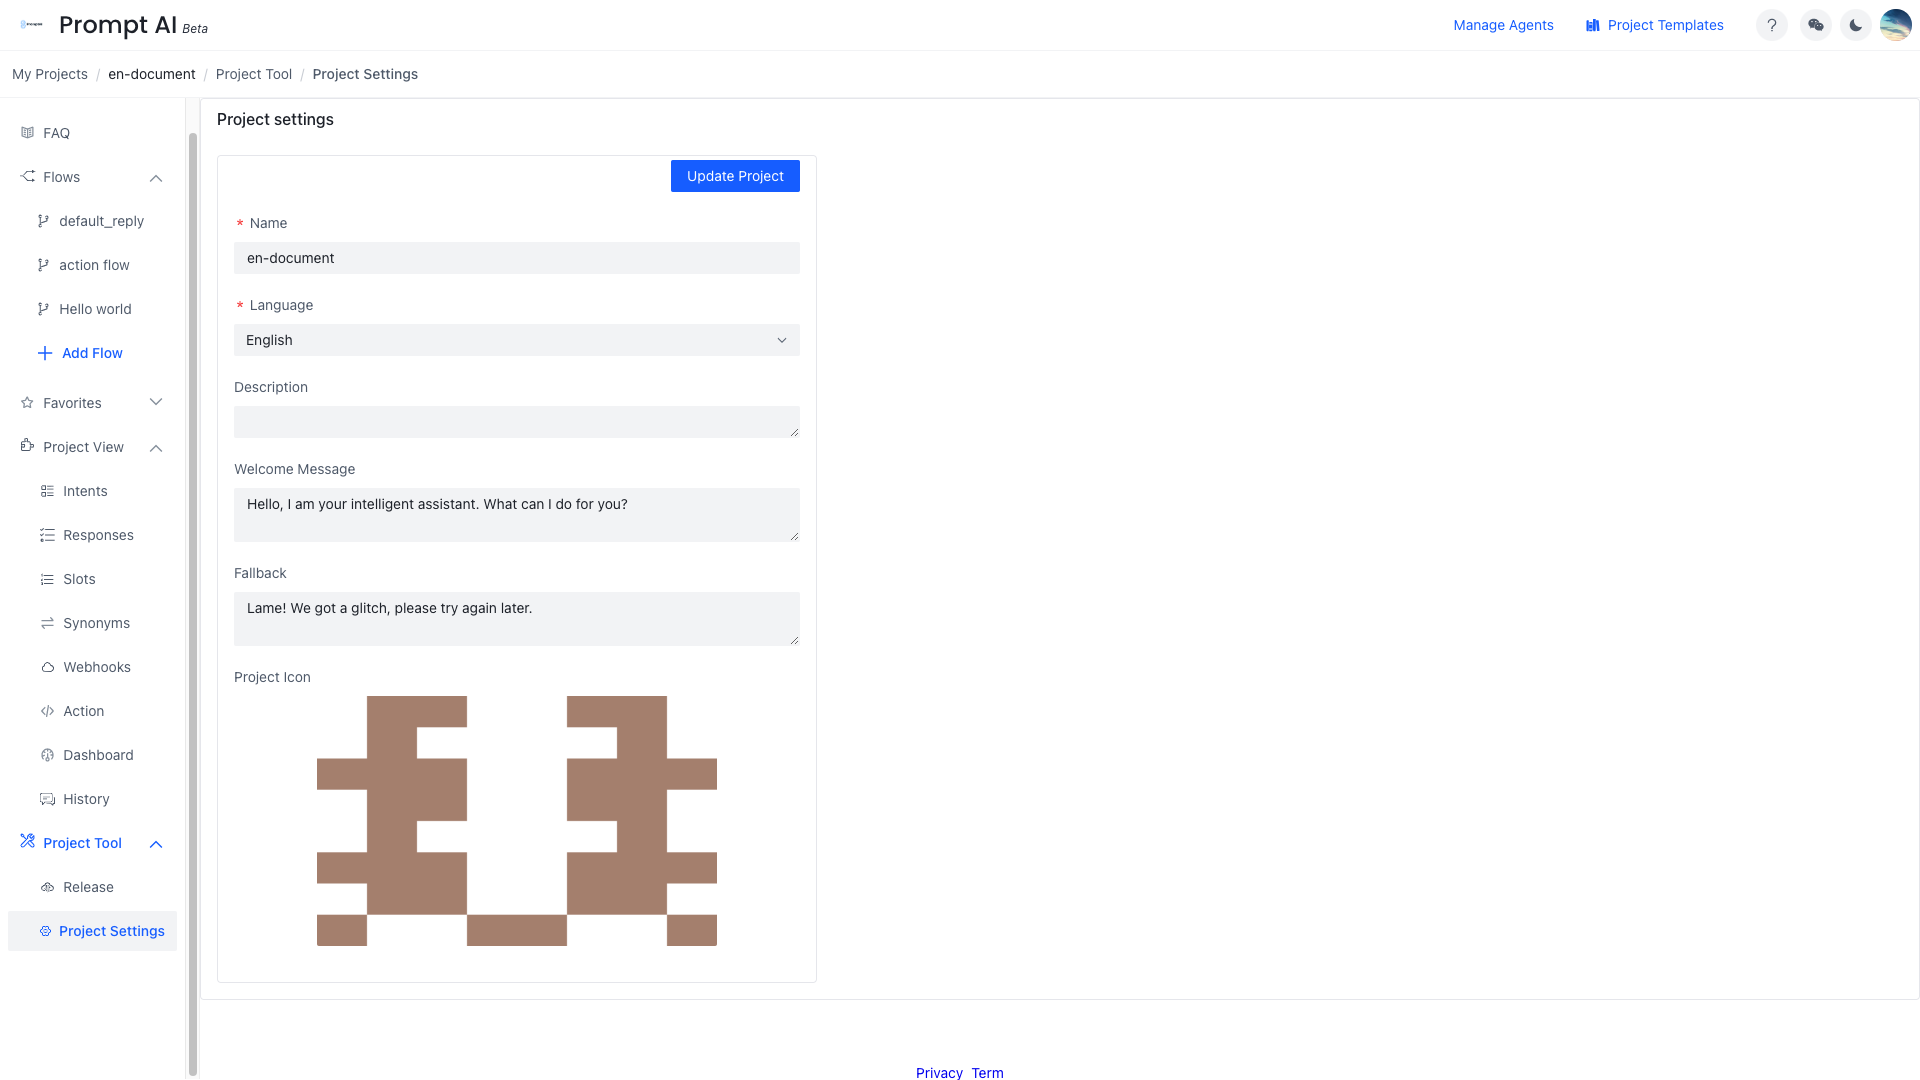 Prompt AI Beta
Manage Agents
Project Templates
My Projects / en-document / Project Tool / Project Settings
FAQ
Flows
default_reply
action flow
Hello world
Add Flow
Favorites
Project View
Intents
Responses
Slots
Synonyms
Webhooks
Action
Dashboard
History
Project Tool
Release
Project Settings
Project settings
Update Project
* Name
en-document
* Language
English
Description
Welcome Message
Hello, I am your intelligent assistant. What can I do for you?
Fallback
Lame! We got a glitch, please try again later.
Project Icon
Privacy Term